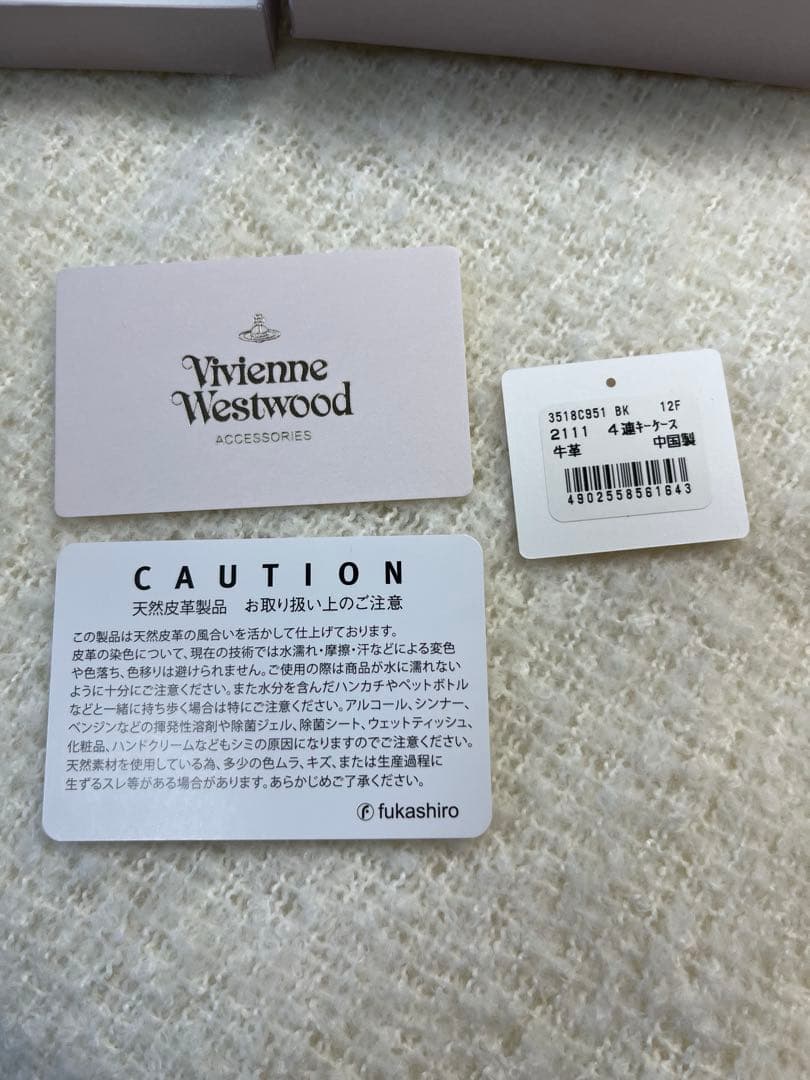 Vivienne
Westwood
ACCESSORIES
3518C951 BK 12F
2111 4連キーケース
牛革 中国製
4902558561643
CAUTION
天然皮革製品 お取り扱い上のご注意
この製品は天然皮革の風合いを活かして仕上げております。
皮革の染色について、現在の技術では水濡れ・摩擦・汗などによる変色
や色落ち、色移りは避けられません。ご使用の際は商品が水に濡れない
ように十分にご注意ください。また水分を含んだハンカチやペットボトル
などと一緒に持ち歩く場合は特にご注意ください。アルコール、シンナー、
ベンジンなどの揮発性溶剤や除菌ジェル、除菌シート、ウェットティッシュ、
化粧品、ハンドクリームなどもシミの原因になりますのでご注意ください。
天然素材を使用している為、多少の色ムラ、キズ、または生産過程に
生ずるスレ等がある場合があります。あらかじめご了承ください。
fukashiro